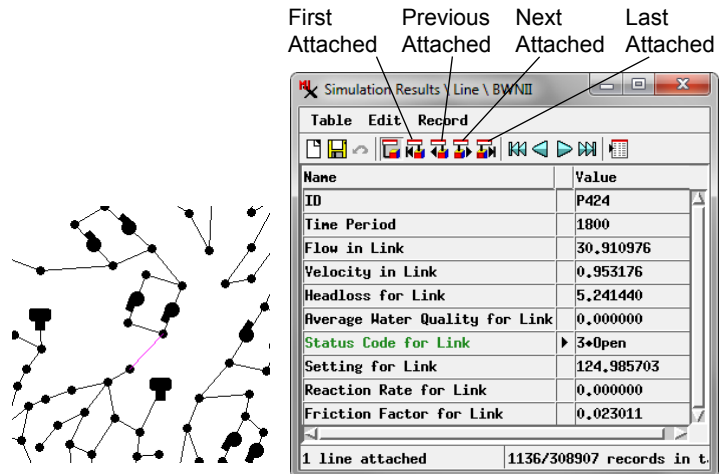 First Attached
Previous Attached
Next Attached
Last Attached
Simulation Results \ Line \ BWNII
Table Edit Record
Name Value
ID P424
Time Period 1800
Flow in Link 30.910976
Velocity in Link 0.953176
Headloss for Link 5.241440
Average Water Quality for Link 0.000000
Status Code for Link 3*Open
Setting for Link 124.985703
Reaction Rate for Link 0.000000
Friction Factor for Link 0.023011
1 line attached 1136/308907 records in t